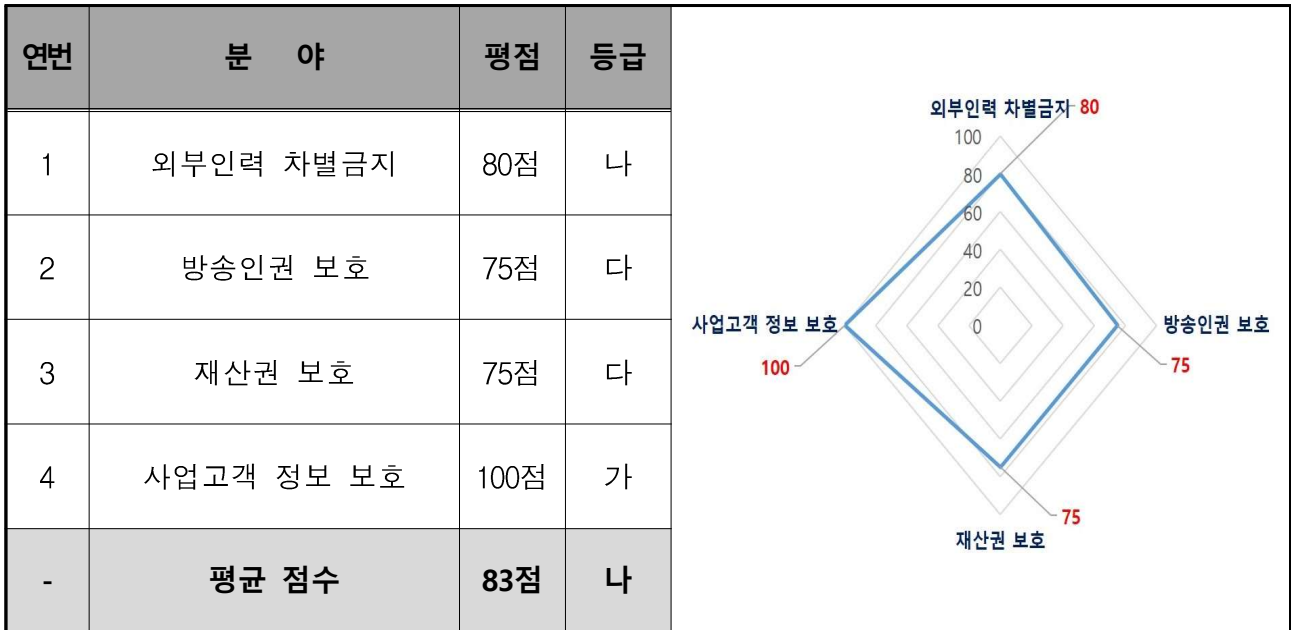 연번 분 야 평점 등급
1 외부인력 차별금지 80점 나
2 방송인권 보호 75점 다
3 재산권 보호 75점 다
4 사업고객 정보 보호 100점 가
- 평균 점수 83점 나
외부인력 차별금지 80
100
80
60
40
20
0
사업고객 정보 보호
방송인권 보호
100
75
75
재산권 보호